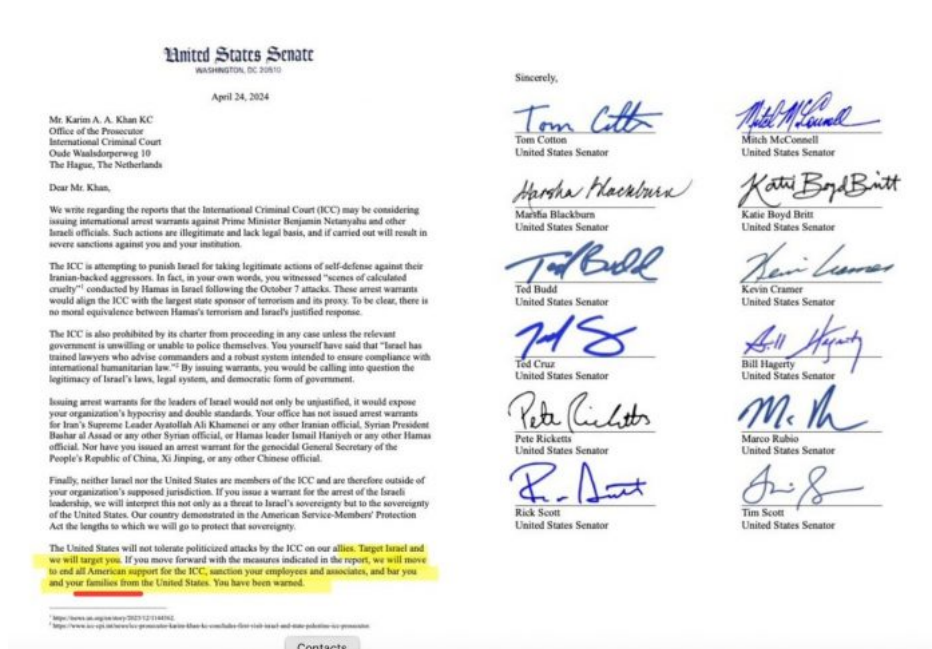 United States Senate
WASHINGTON, DC 20510
April 24, 2024
Mr. Karim A. A. Khan KC
Office of the Prosecutor
International Criminal Court
Oude Waalsdorperweg 10
The Hague, The Netherlands
Dear Mr. Khan,
We write regarding the reports that the International Criminal Court (ICC) may be considering
issuing international arrest warrants against Prime Minister Benjamin Netanyahu and other
Israeli officials. Such actions are illegitimate and lack legal basis, and if carried out will result in
severe sanctions against you and your institution.
The ICC is attempting to punish Israel for taking legitimate actions of self-defense against their
Iranian-backed aggressors. In fact, in your own words, you witnessed “scenes of calculated
cruelty”1 conducted by Hamas in Israel following the October 7 attacks. These arrest warrants
would align the ICC with the largest state sponsor of terrorism and its proxy. To be clear, there is
no moral equivalence between Hamas's terrorism and Israel's justified response.
The ICC is also prohibited by its charter from proceeding in any case unless the relevant
government is unwilling or unable to police themselves. You yourself have said that “Israel has
trained lawyers who advise commanders and a robust system intended to ensure compliance with
international humanitarian law.”2 By issuing warrants, you would be calling into question the
legitimacy of Israel's laws, legal system, and democratic form of government.
Issuing arrest warrants for the leaders of Israel would not only be unjustified, it would expose
your organization's hypocrisy and double standards. Your office has not issued arrest warrants
for Iran's Supreme Leader Ayatollah Ali Khamenei or any other Iranian official, Syrian President
Bashar al Assad or any other Syrian official, or Hamas leader Ismail Haniyeh or any other Hamas
official. Nor have you issued an arrest warrant for the genocidal General Secretary of the
People's Republic of China, Xi Jinping, or any other Chinese official.
Finally, neither Israel nor the United States are members of the ICC and are therefore outside of
your organization's supposed jurisdiction. If you issue a warrant for the arrest of the Israeli
leadership, we will interpret this not only as a threat to Israel's sovereignty but to the sovereignty
of the United States. Our country demonstrated in the American Service-Members' Protection
Act the lengths to which we will go to protect that sovereignty.
The United States will not tolerate politicized attacks by the ICC on our allies. Target Israel and
we will target you. If you move forward with the measures indicated in the report, we will move
to end all American support for the ICC, sanction your employees and associates, and bar you
and your families from the United States. You have been warned.
Sincerely,
Tom Cotton
Tom Cotton
United States Senator
Mitch McConnell
Mitch McConnell
United States Senator
Marsha Blackburn
Marsha Blackburn
United States Senator
Katie Boyd Britt
Katie Boyd Britt
United States Senator
Ted Budd
Ted Budd
United States Senator
Kevin Cramer
Kevin Cramer
United States Senator
Ted Cruz
United States Senator
Bill Hagerty
Bill Hagerty
United States Senator
Pete Ricketts
Pete Ricketts
United States Senator
Marco Rubio
United States Senator
Rick Scott
United States Senator
Tim Scott
United States Senator
Contacts